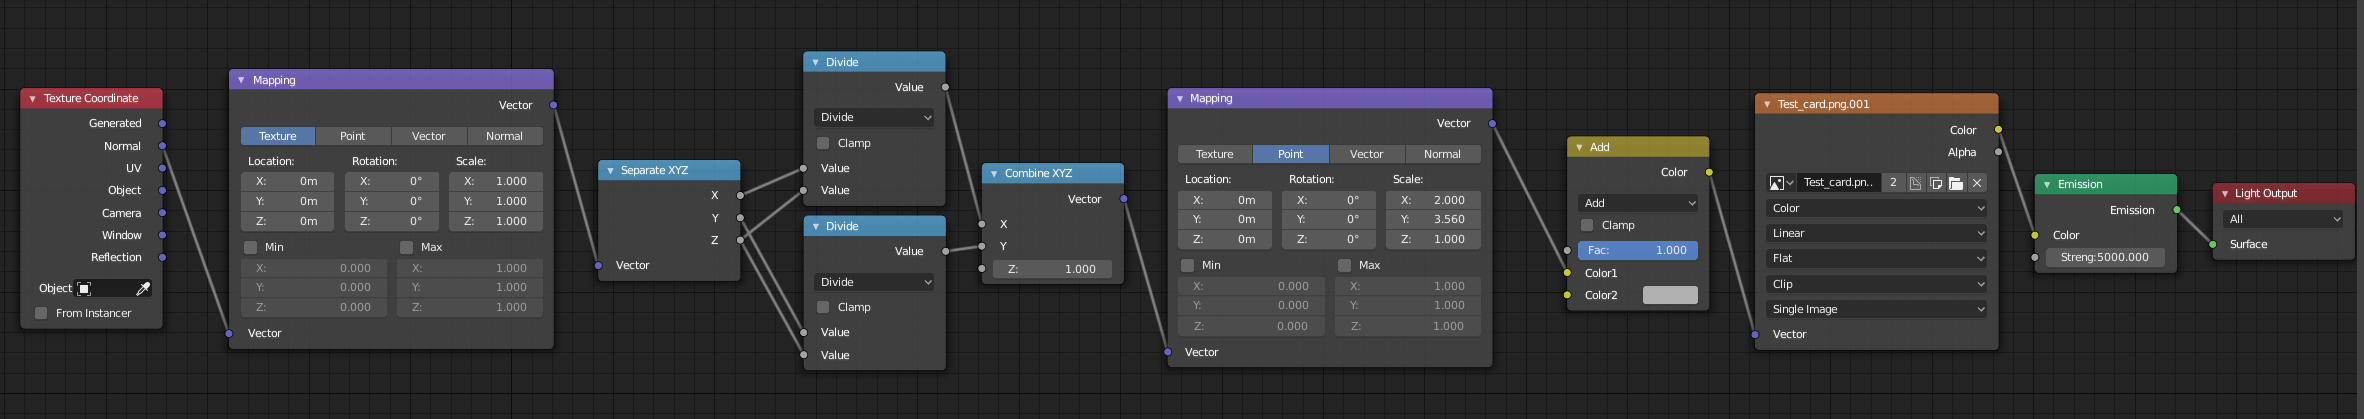 Texture Coordinate
Generated
Normal
UV
Object
Camera
Window
Reflection
Object
From Instancer
Mapping
Vector
Texture Point Vector Normal
Location: Rotation: Scale:
X: 0m X: 0° X: 1.000
Y: 0m Y: 0° Y: 1.000
Z: 0m Z: 0° Z: 1.000
Min Max
X: 0.000 X: 1.000
Y: 0.000 Y: 1.000
Z: 0.000 Z: 1.000
Vector
Separate XYZ
X
Y
Z
Vector
Divide
Value
Divide
Clamp
Value
Value
Divide
Value
Divide
Clamp
Value
Value
Combine XYZ
Vector
X
Y
Z: 1.000
Mapping
Vector
Texture Point Vector Normal
Location: Rotation: Scale:
X: 0m X: 0° X: 2.000
Y: 0m Y: 0° Y: 3.560
Z: 0m Z: 0° Z: 1.000
Min Max
X: 0.000 X: 1.000
Y: 0.000 Y: 1.000
Z: 0.000 Z: 1.000
Vector
Add
Color
Add
Clamp
Fac: 1.000
Color1
Color2
Test_card.png.001
Color
Alpha
Test_card.pn.. 2
Color
Linear
Flat
Clip
Single Image
Vector
Emission
Emission
Color
Streng:5000.000
Light Output
All
Surface